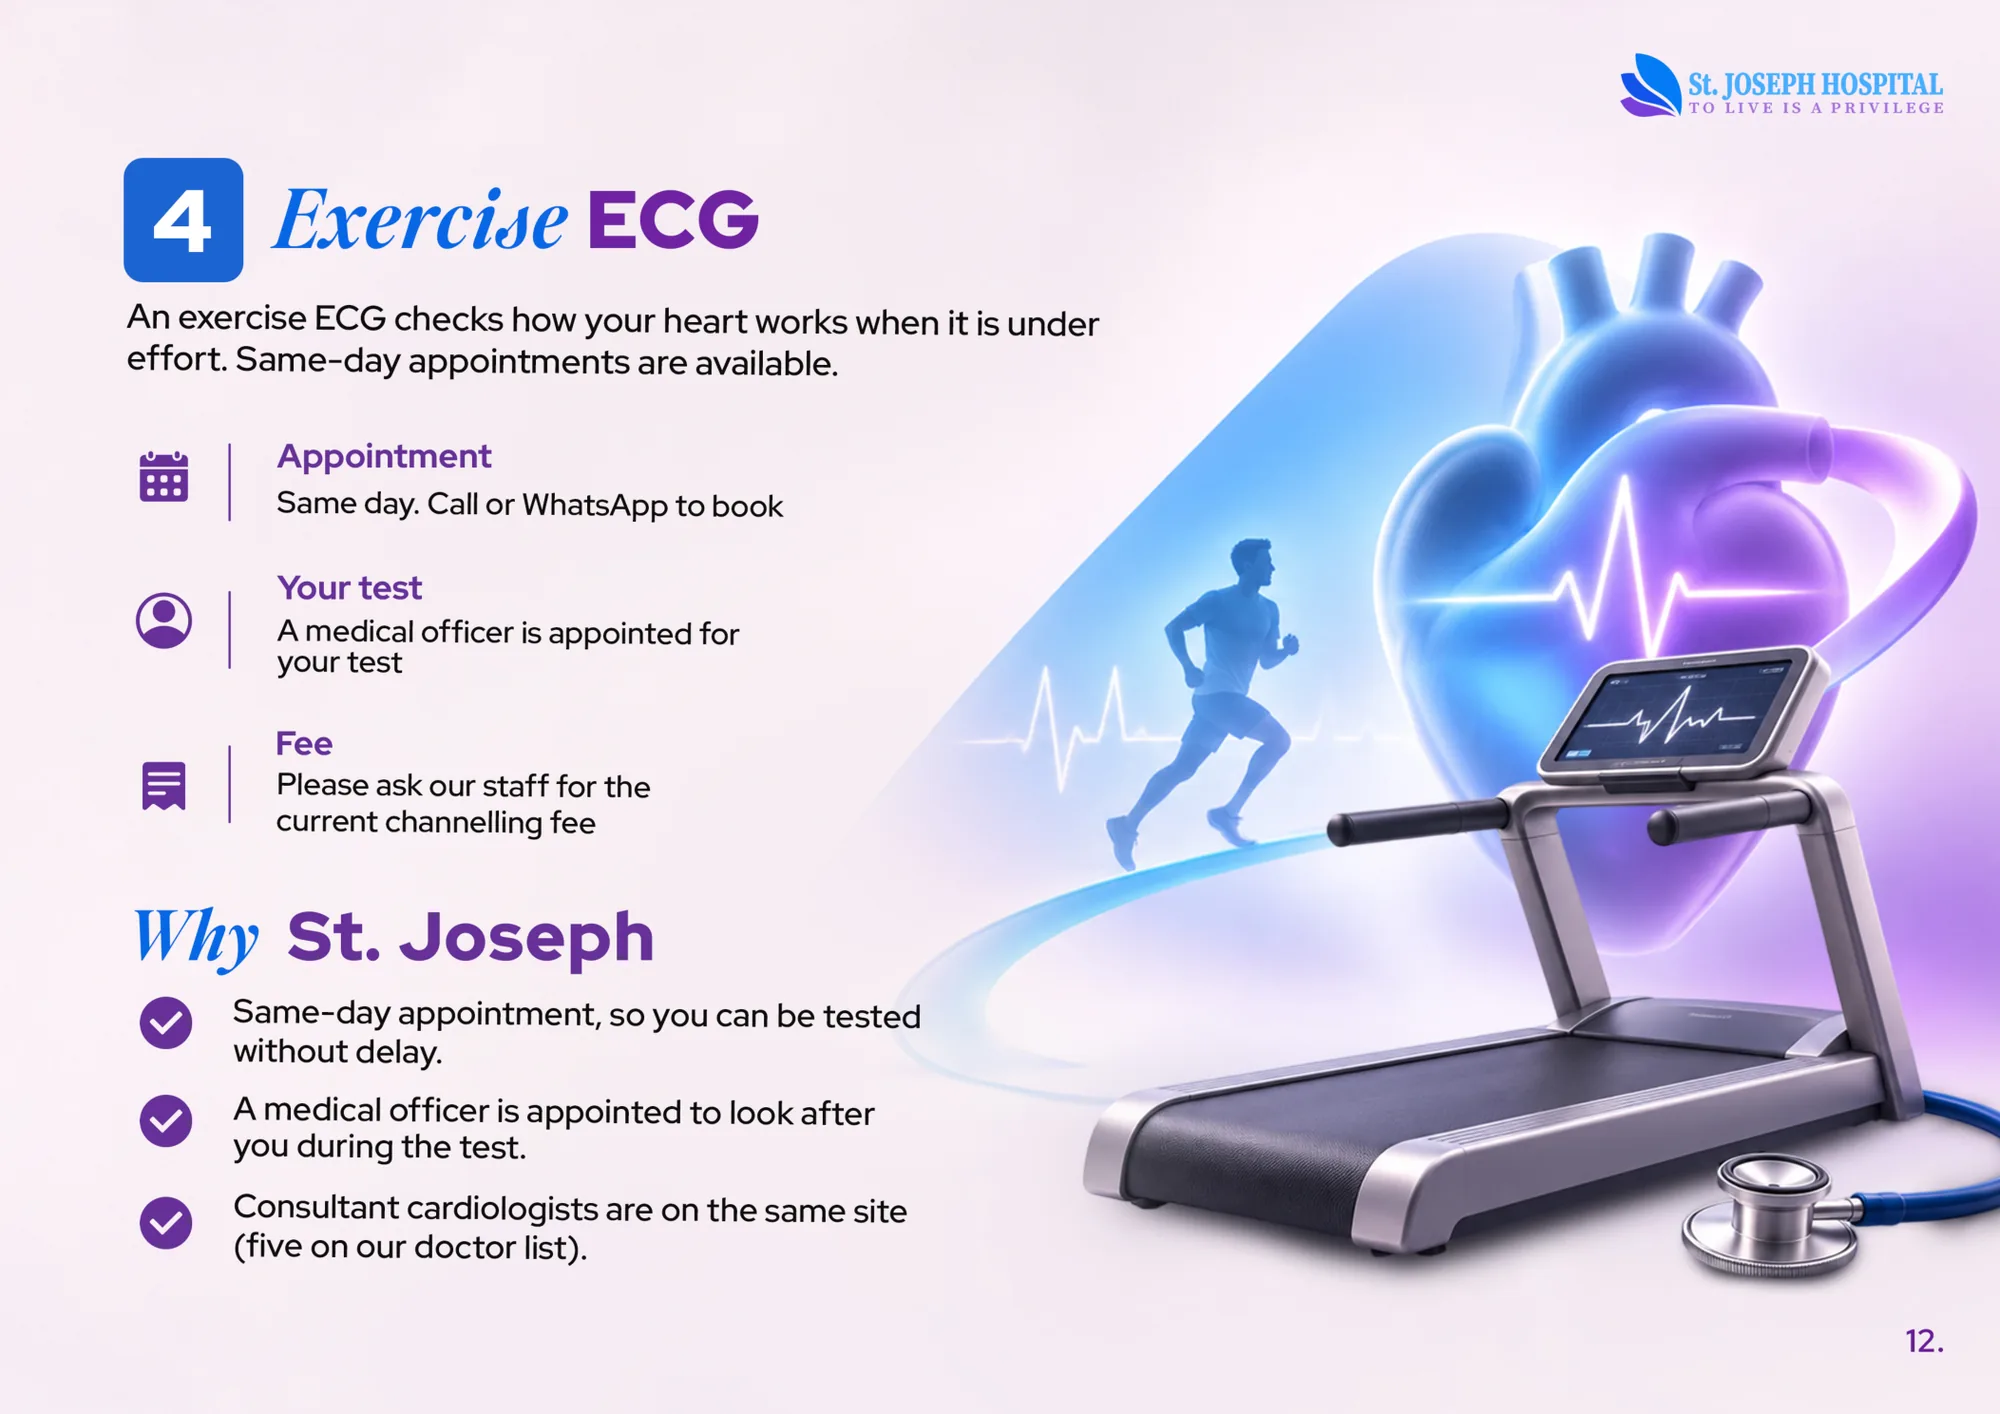 St. JOSEPH HOSPITAL
TO LIVE IS A PRIVILEGE
4 Exercise ECG
An exercise ECG checks how your heart works when it is under
effort. Same-day appointments are available.
Appointment
Same day. Call or WhatsApp to book
Your test
A medical officer is appointed for
your test
Fee
Please ask our staff for the
current channelling fee
Why St. Joseph
Same-day appointment, so you can be tested
without delay.
A medical officer is appointed to look after
you during the test.
Consultant cardiologists are on the same site
(five on our doctor list).
12.